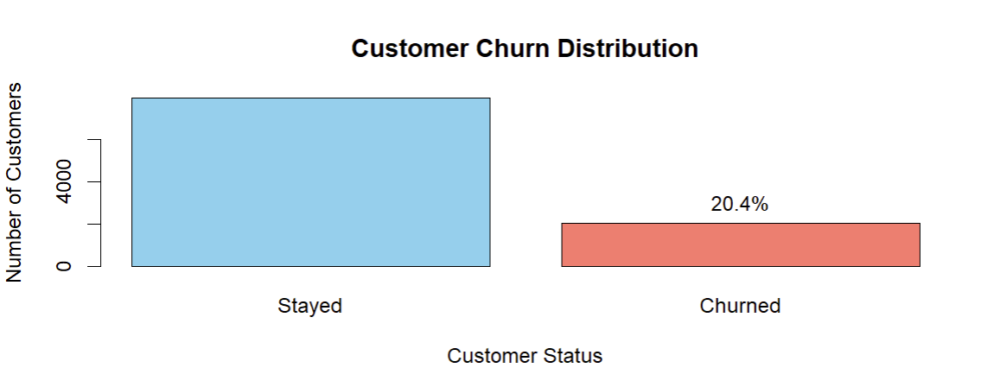 Customer Churn Distribution
Number of Customers
4000
0
20.4%
Stayed
Churned
Customer Status